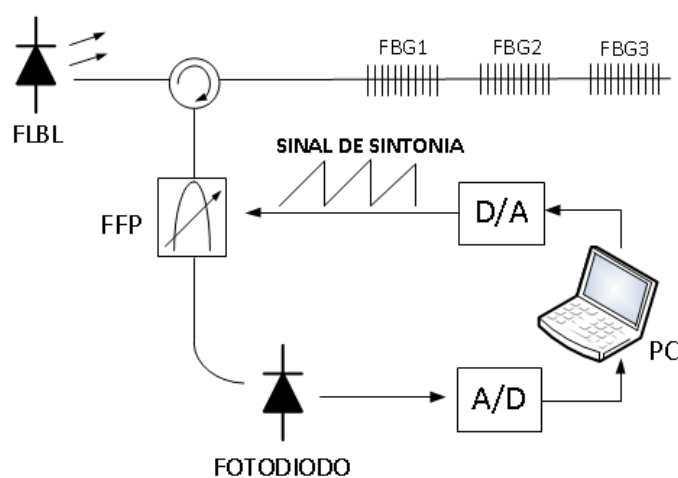 FBG1
FBG2
FBG3
FLBL
SINAL DE SINTONIA
FFP
D/A
PC
A/D
FOTODIODO